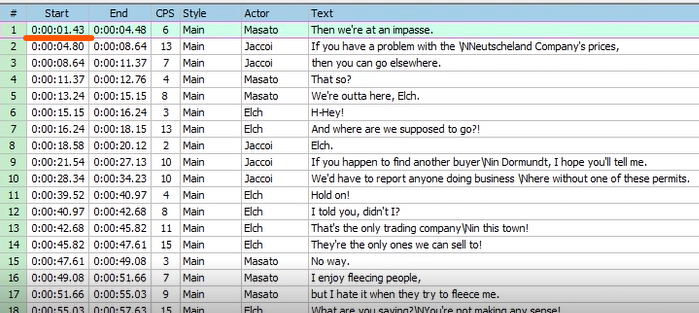 # Start End CPS Style Actor Text
1 0:00:01.43 0:00:04.48 6 Main Masato Then we're at an impasse.
2 0:00:04.80 0:00:08.64 13 Main Jaccoi If you have a problem with the \NNeutscheland Company's prices,
3 0:00:08.64 0:00:11.37 7 Main Jaccoi then you can go elsewhere.
4 0:00:11.37 0:00:12.76 4 Main Masato That so?
5 0:00:13.24 0:00:15.15 8 Main Masato We're outta here, Elch.
6 0:00:15.15 0:00:16.24 3 Main Elch H-Hey!
7 0:00:16.24 0:00:18.15 13 Main Elch And where are we supposed to go?!
8 0:00:18.58 0:00:20.12 2 Main Jaccoi Elch.
9 0:00:21.54 0:00:27.13 10 Main Jaccoi If you happen to find another buyer\Nin Dormundt, I hope you'll tell me.
10 0:00:28.34 0:00:34.23 10 Main Jaccoi We'd have to report anyone doing business \Nhere without one of these permits.
11 0:00:39.52 0:00:40.97 4 Main Elch Hold on!
12 0:00:40.97 0:00:42.68 8 Main Elch I told you, didn't I?
13 0:00:42.68 0:00:45.82 11 Main Elch That's the only trading company\Nin this town!
14 0:00:45.82 0:00:47.61 15 Main Elch They're the only ones we can sell to!
15 0:00:47.61 0:00:49.08 3 Main Masato No way.
16 0:00:49.08 0:00:51.66 7 Main Masato I enjoy fleecing people,
17 0:00:51.66 0:00:55.03 9 Main Masato but I hate it when they try to fleece me.
18 0:00:55.03 0:00:57.63 15 Main Elch What are you saying?\NYou're not making any sense!